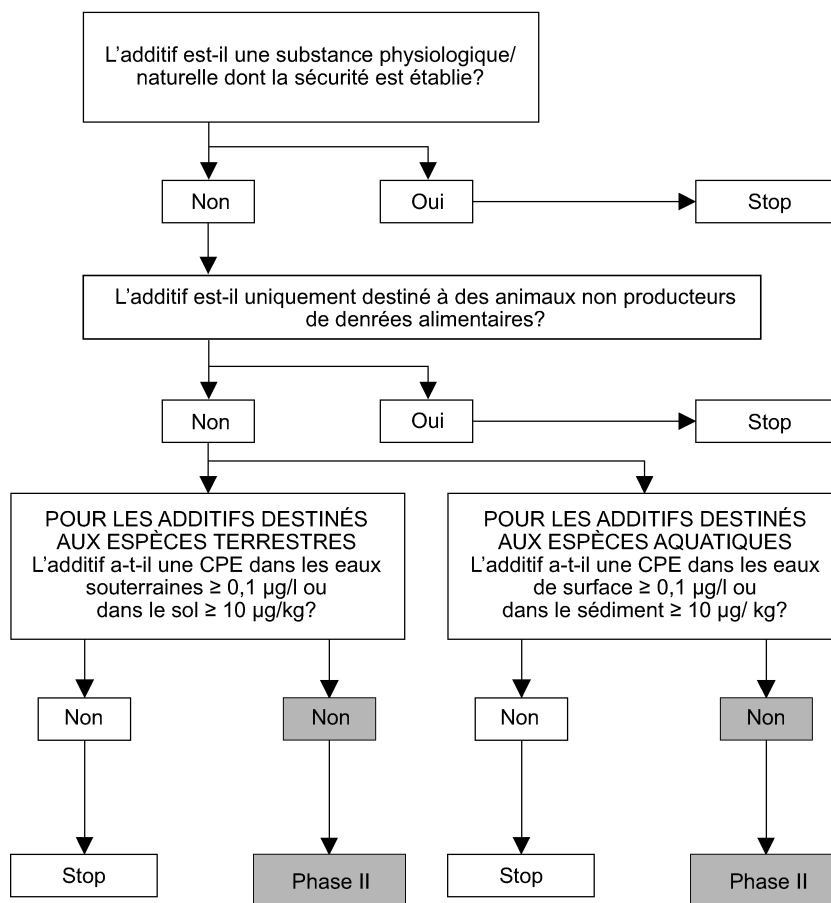 L'additif est-il une substance physiologique/
naturelle dont la sécurité est établie?
Non
Oui
Stop
L'additif est-il uniquement destiné à des animaux non producteurs
de denrées alimentaires?
Non
Oui
Stop
POUR LES ADDITIFS DESTINÉS
AUX ESPÈCES TERRESTRES
L'additif a-t-il une CPE dans les eaux
souterraines ≥ 0,1 µg/l ou
dans le sol ≥ 10 µg/kg?
POUR LES ADDITIFS DESTINÉS
AUX ESPÈCES AQUATIQUES
L'additif a-t-il une CPE dans les eaux
de surface ≥ 0,1 µg/l ou
dans le sédiment ≥ 10 µg/ kg?
Non
Non
Non
Non
Stop
Phase II
Stop
Phase II